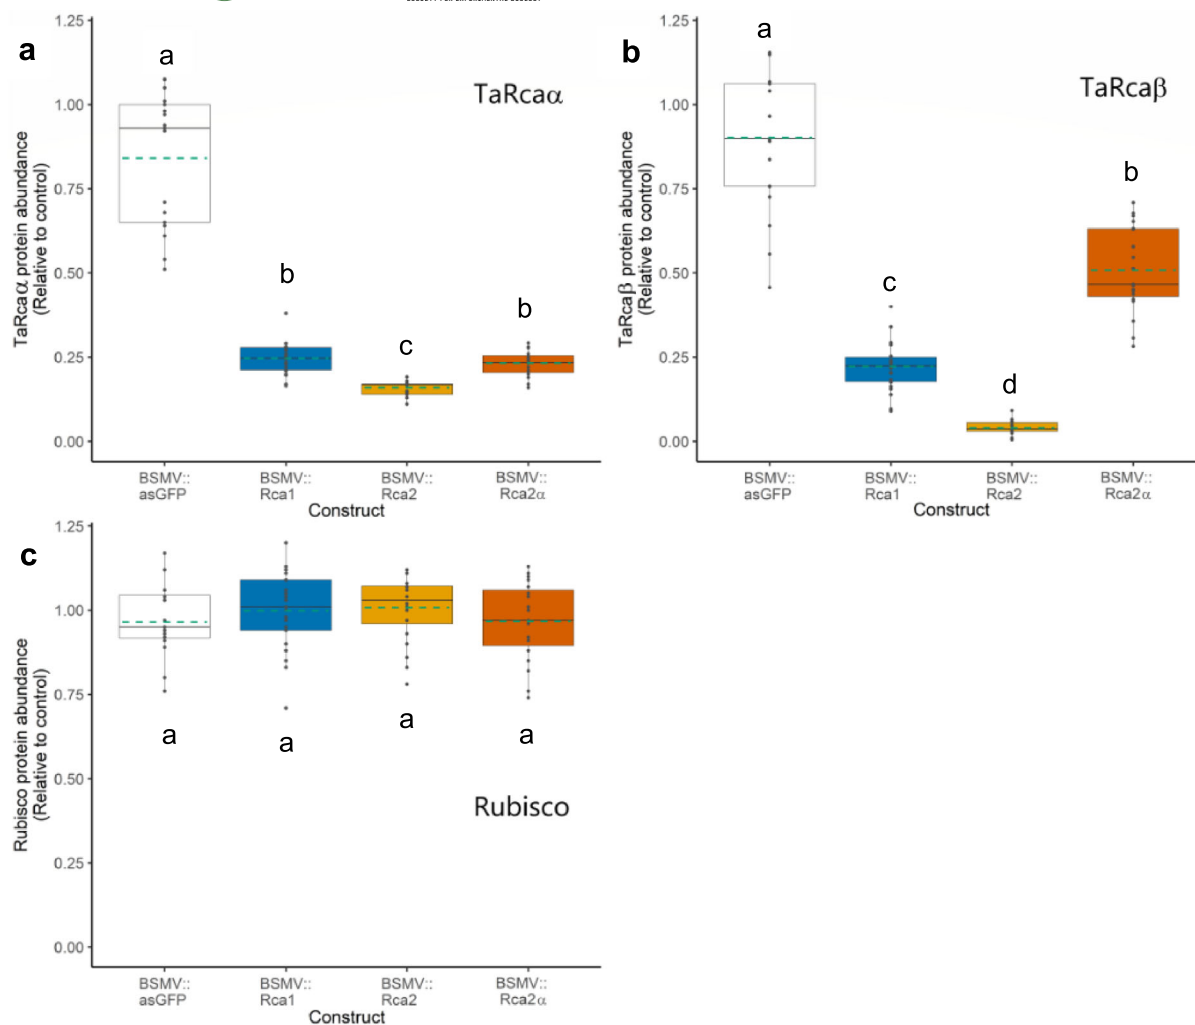 a
TaRcaα
TaRcaα protein abundance
(Relative to control)
1.25
1.00
0.75
0.50
0.25
0.00
a
b
c
b
BSMV::
asGFP
BSMV::
Rca1
BSMV::
Rca2
BSMV::
Rca2α
Construct
b
TaRcaβ
TaRcaβ protein abundance
(Relative to control)
1.25
1.00
0.75
0.50
0.25
0.00
a
c
d
b
BSMV::
asGFP
BSMV::
Rca1
BSMV::
Rca2
BSMV::
Rca2α
Construct
c
Rubisco protein abundance
(Relative to control)
1.25
1.00
0.75
0.50
0.25
0.00
a
a
a
a
Rubisco
BSMV::
asGFP
BSMV::
Rca1
BSMV::
Rca2
BSMV::
Rca2α
Construct